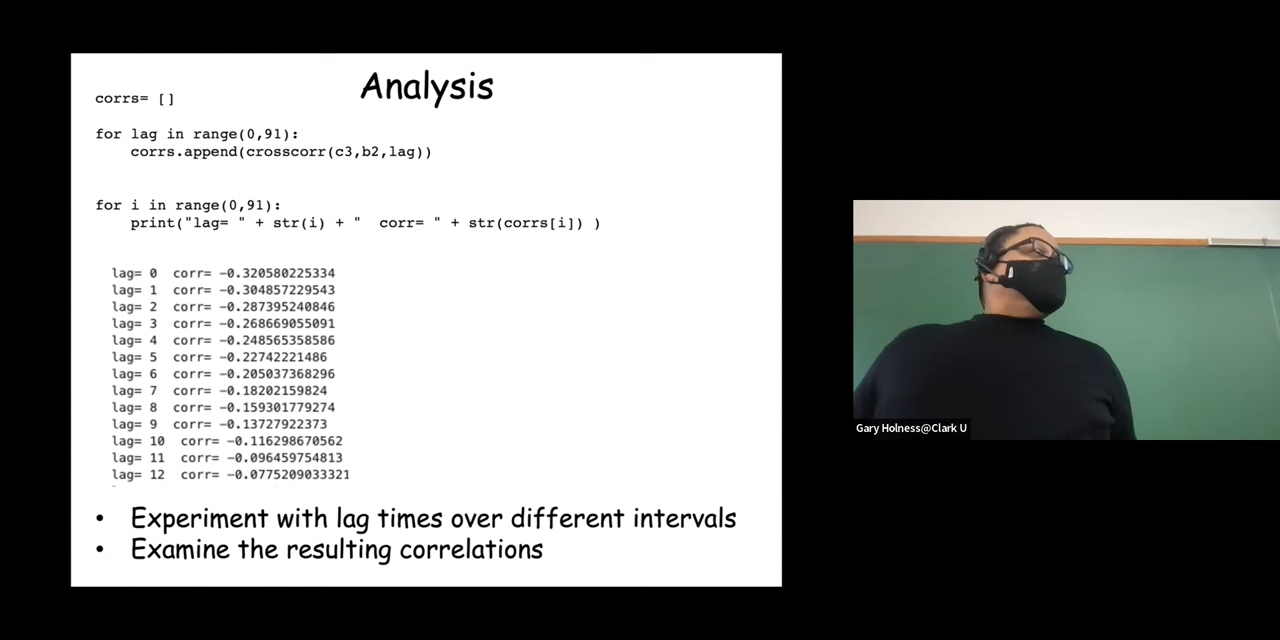 Analysis
corrs= []
for lag in range(0,91):
corrs.append(crosscorr(c3,b2,lag))
for i in range(0,91):
print("lag= " + str(i) + "  corr= " + str(corrs[i]) )
lag= 0  corr= -0.320580225334
lag= 1  corr= -0.304857229543
lag= 2  corr= -0.287395240846
lag= 3  corr= -0.268669055091
lag= 4  corr= -0.248565358586
lag= 5  corr= -0.22742221486
lag= 6  corr= -0.205037368296
lag= 7  corr= -0.18202159824
lag= 8  corr= -0.159301779274
lag= 9  corr= -0.13727922373
lag= 10  corr= -0.116298670562
lag= 11  corr= -0.096459754813
lag= 12  corr= -0.0775209033321
• Experiment with lag times over different intervals
• Examine the resulting correlations
Gary Holness@Clark U